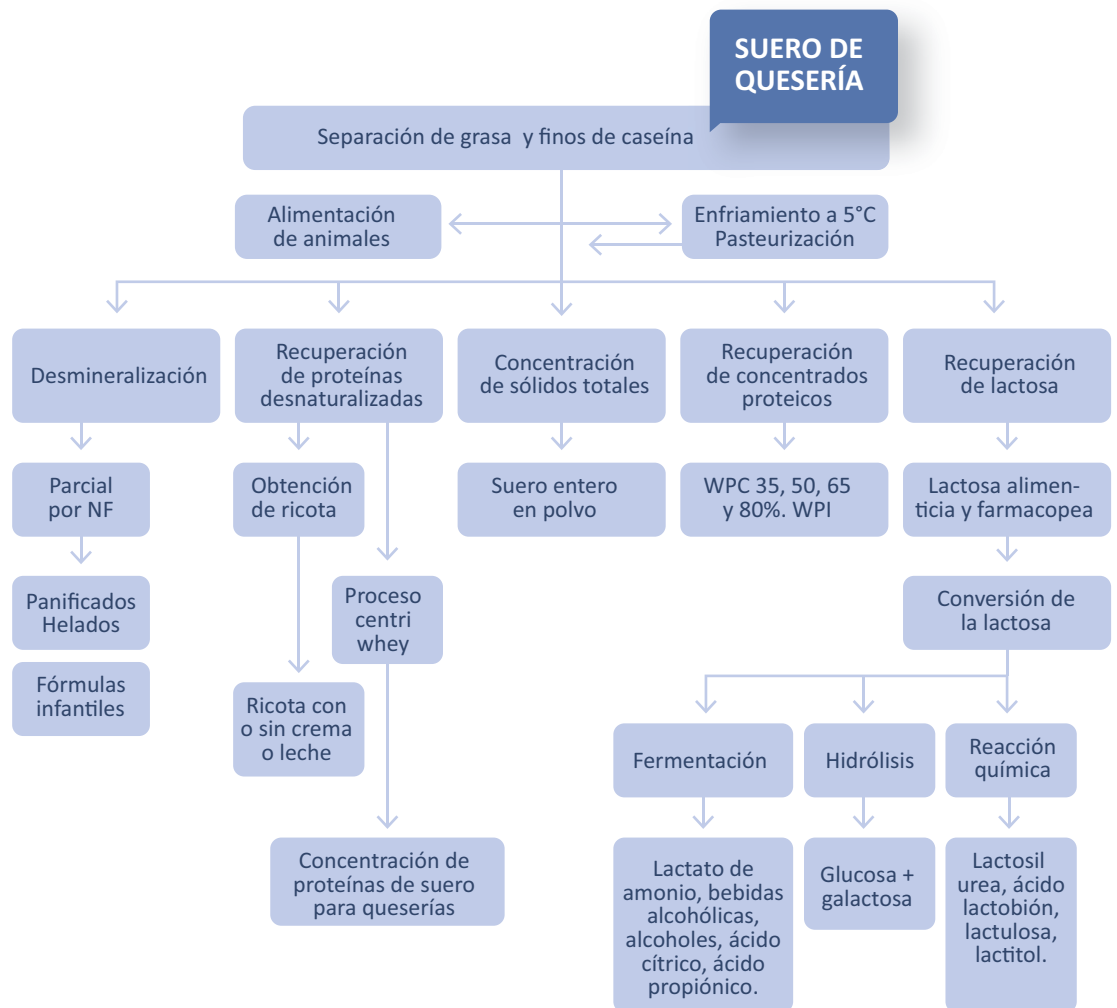 SUERO DE
QUESERÍA
Separación de grasa y finos de caseína
Alimentación
de animales
Enfriamiento a 5°C
Pasteurización
Desmineralización
Recuperación
de proteínas
desnaturalizadas
Concentración
de sólidos totales
Recuperación
de concentrados
proteicos
Recuperación
de lactosa
Parcial
por NF
Obtención
de ricota
Suero entero
en polvo
WPC 35, 50, 65
y 80%. WPI
Lactosa alimen-
ticia y farmacopea
Panificados
Helados
Proceso
centri
whey
Conversión de
la lactosa
Fórmulas
infantiles
Ricota con
o sin crema
o leche
Fermentación
Hidrólisis
Reacción
química
Concentración de
proteínas de suero
para queserías
Lactato de
amonio, bebidas
alcohólicas,
alcoholes, ácido
cítrico, ácido
propiónico.
Glucosa +
galactosa
Lactosil
urea, ácido
lactobión,
lactulosa,
lactitol.